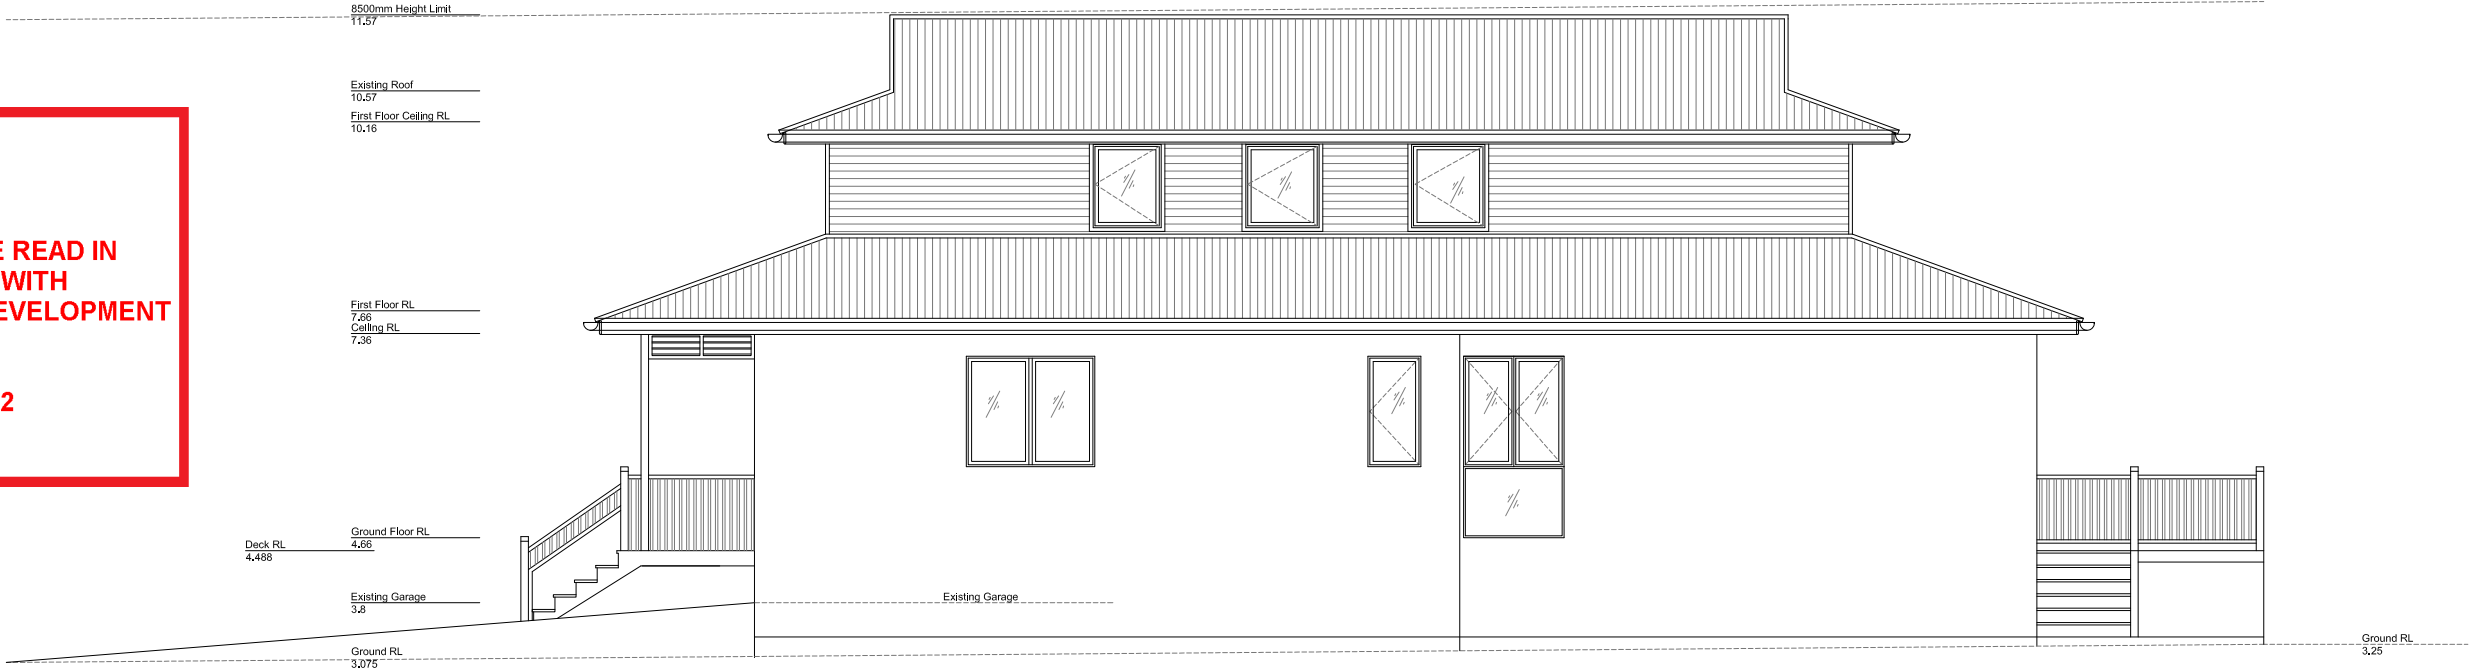 8500mm Height Limit
11.57
Existing Roof
10.57
First Floor Ceiling RL
10.16
E READ IN
WITH
EVELOPMENT
2
First Floor RL
7.66
Ceiling RL
7.36
Ground Floor RL
4.66
Deck RL
4.488
Existing Garage
3.8
Existing Garage
Ground RL
3.075
Ground RL
3.25